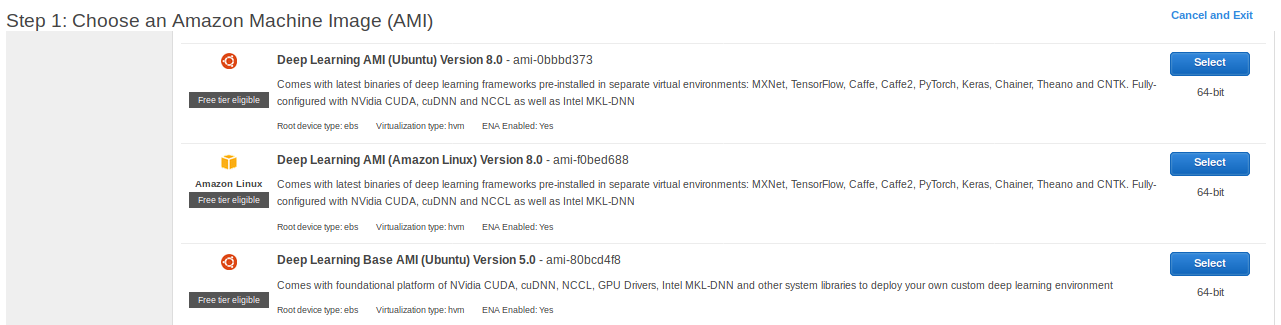 Step 1: Choose an Amazon Machine Image (AMI)
Cancel and Exit
Deep Learning AMI (Ubuntu) Version 8.0 - ami-0bbbd373
Select
Free tier eligible
Comes with latest binaries of deep learning frameworks pre-installed in separate virtual environments: MXNet, TensorFlow, Caffe, Caffe2, PyTorch, Keras, Chainer, Theano and CNTK. Fully-
configured with NVidia CUDA, cuDNN and NCCL as well as Intel MKL-DNN
64-bit
Root device type: ebs Virtualization type: hvm ENA Enabled: Yes
Deep Learning AMI (Amazon Linux) Version 8.0 - ami-f0bed688
Select
Amazon Linux
Free tier eligible
Comes with latest binaries of deep learning frameworks pre-installed in separate virtual environments: MXNet, TensorFlow, Caffe, Caffe2, PyTorch, Keras, Chainer, Theano and CNTK. Fully-
configured with NVidia CUDA, cuDNN and NCCL as well as Intel MKL-DNN
64-bit
Root device type: ebs Virtualization type: hvm ENA Enabled: Yes
Deep Learning Base AMI (Ubuntu) Version 5.0 - ami-80bcd4f8
Select
Free tier eligible
Comes with foundational platform of NVidia CUDA, cuDNN, NCCL, GPU Drivers, Intel MKL-DNN and other system libraries to deploy your own custom deep learning environment
64-bit
Root device type: ebs Virtualization type: hvm ENA Enabled: Yes